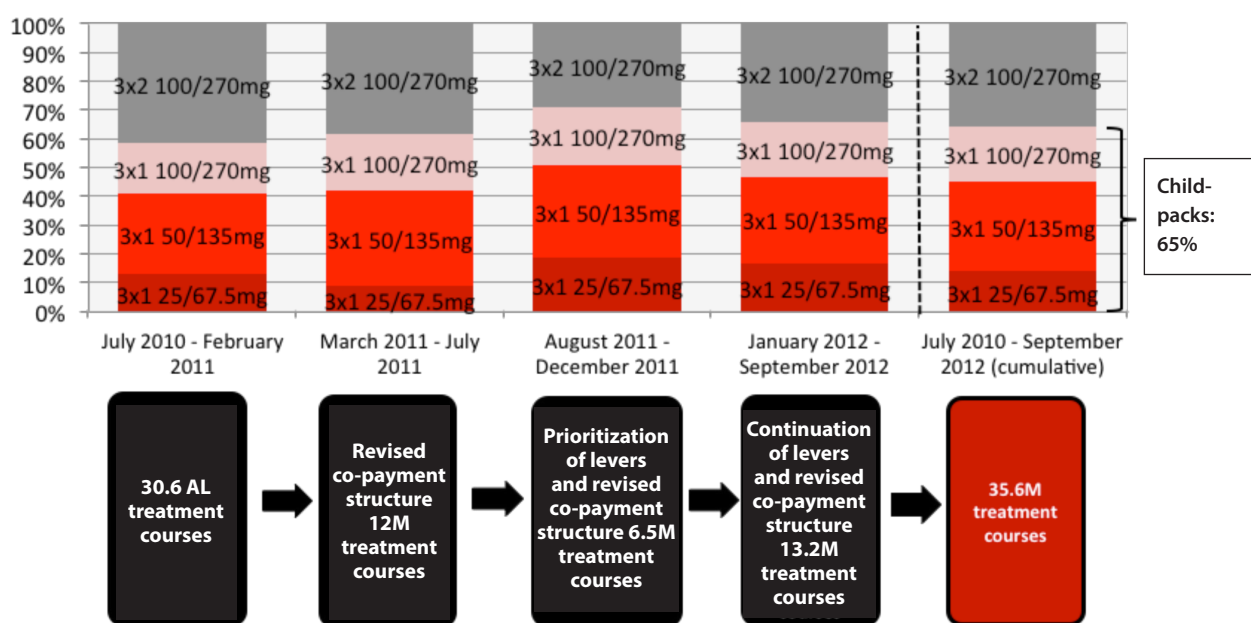 100%
90%
80%
70%
60%
50%
40%
30%
20%
10%
0%
3x2 100/270mg
3x1 100/270mg
3x1 50/135mg
3x1 25/67.5mg
3x2 100/270mg
3x1 100/270mg
3x1 50/135mg
3x1 25/67.5mg
3x2 100/270mg
3x1 100/270mg
3x1 50/135mg
3x1 25/67.5mg
3x2 100/270mg
3x1 100/270mg
3x1 50/135mg
3x1 25/67.5mg
3x2 100/270mg
3x1 100/270mg
3x1 50/135mg
3x1 25/67.5mg
Child-
packs:
65%
July 2010 - February
2011
March 2011 - July
2011
August 2011 -
December 2011
January 2012 -
September 2012
July 2010 - September
2012 (cumulative)
30.6 AL
treatment
courses
Revised
co-payment
structure
12M
treatment
courses
Prioritization
of levers
and revised
co-payment
structure 6.5M
treatment
courses
Continuation
of levers
and revised
co-payment
structure
13.2M
treatment
courses
35.6M
treatment
courses